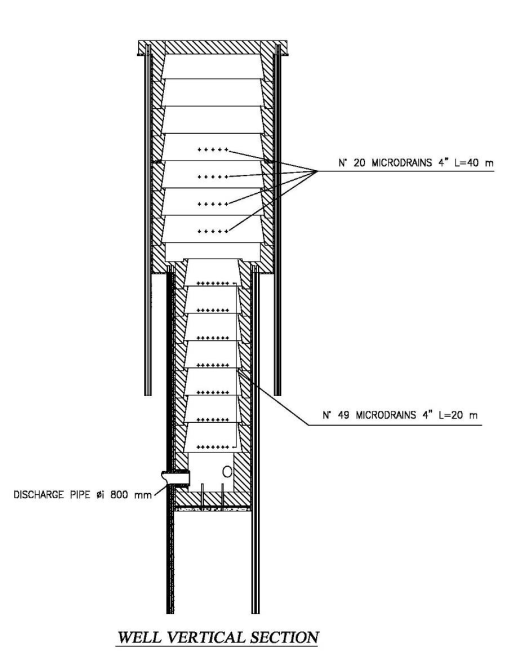 N° 20 MICRODRAINS 4" L=40 m
N° 49 MICRODRAINS 4" L=20 m
DISCHARGE PIPE øi 800 mm
WELL VERTICAL SECTION